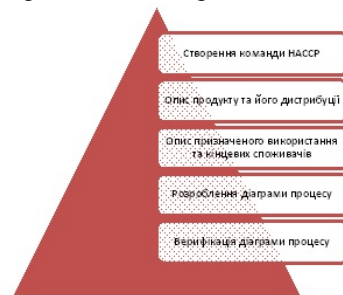 Створення команди НАССР
Опис продукту та його дистрибуції
Опис призначеного використання
та кінцевих споживачів
Розроблення діаграми процесу
Верифікація діаграми процесу